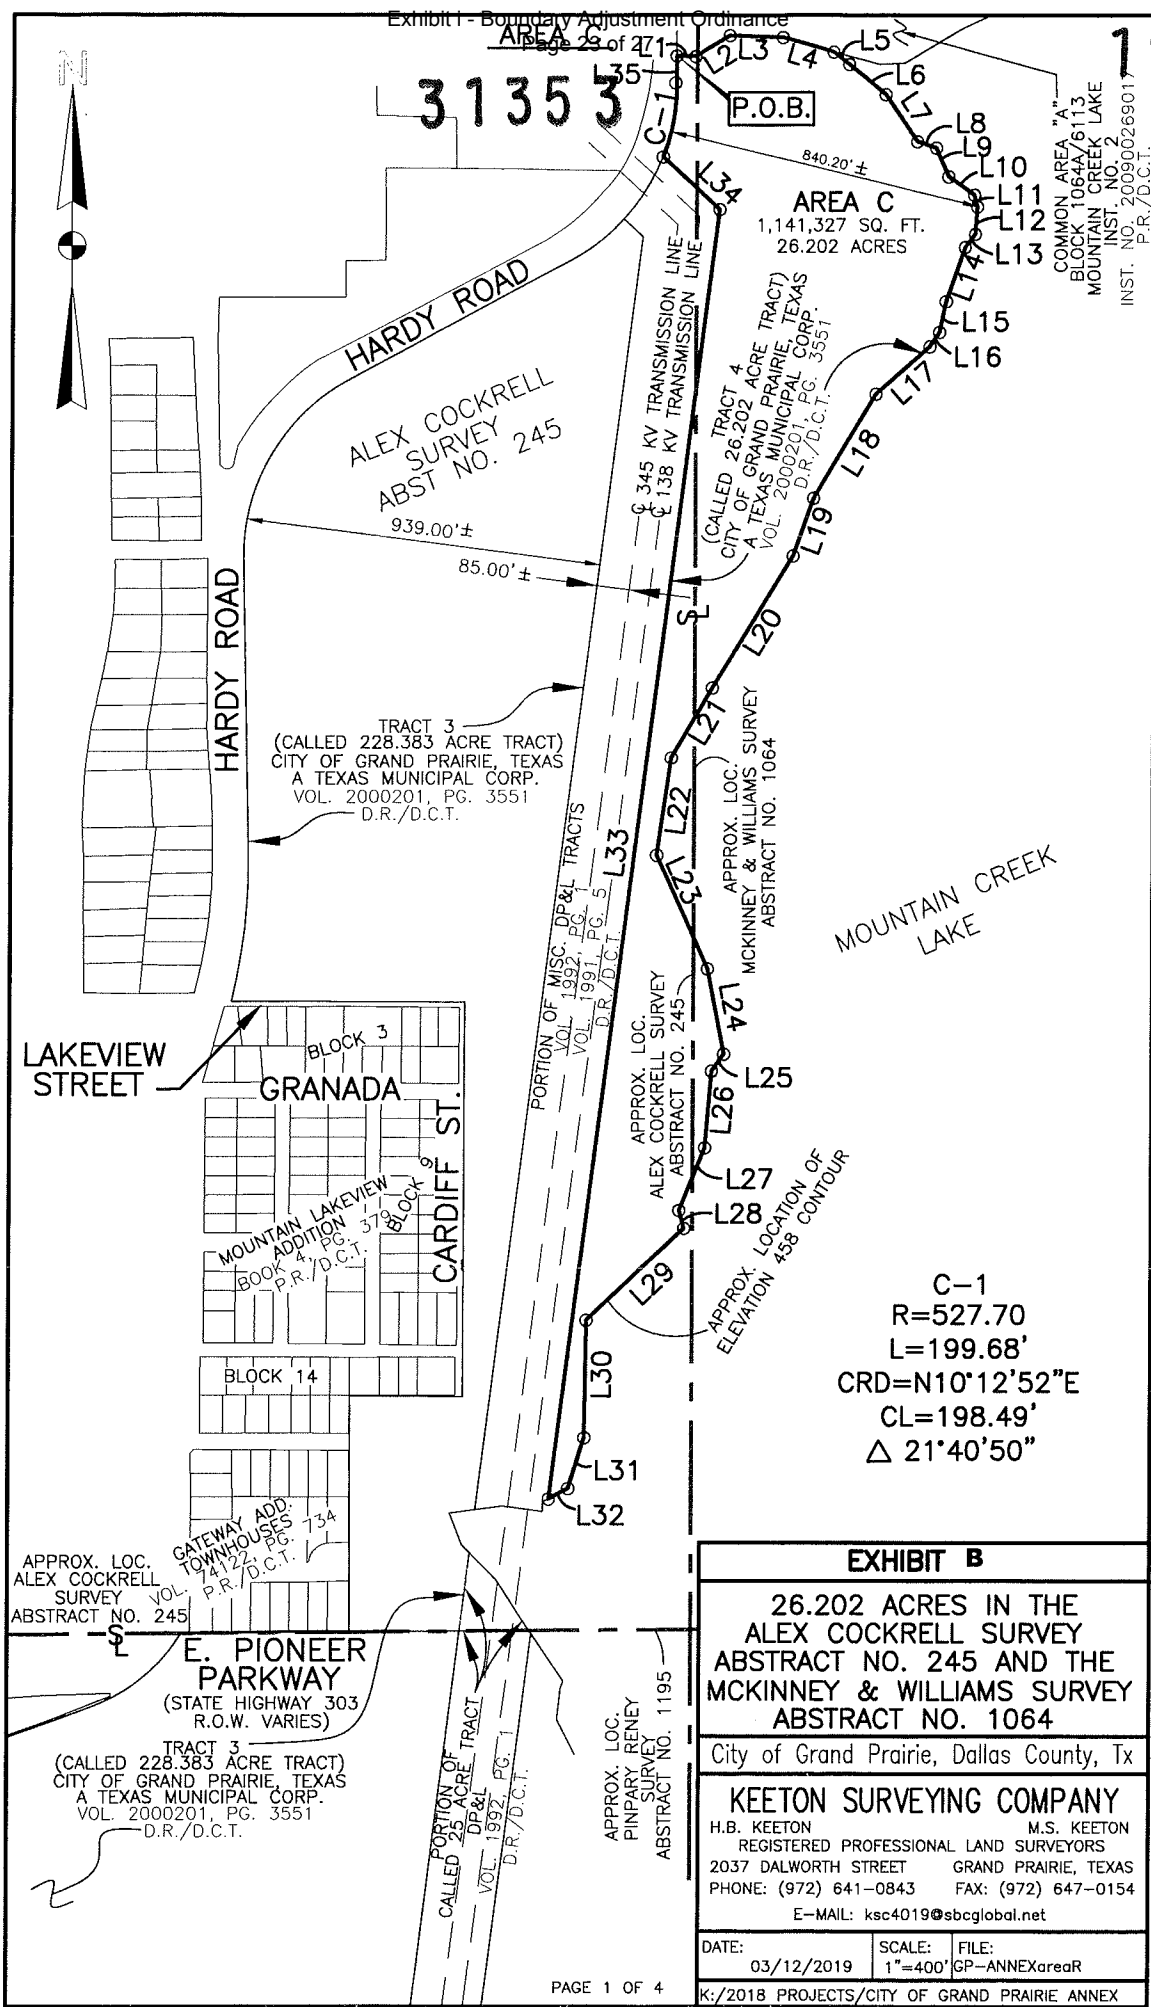 Exhibit I - Boundary Adjustment Ordinance
Page 23 of 27
AREA C
31353
1
N
L1
L2
L3
L4
L5
L6
L7
L8
L9
L10
L11
L12
L13
L14
L15
L16
L17
L18
L19
L20
L21
L22
L23
L24
L25
L26
L27
L28
L29
L30
L31
L32
L33
L34
L35
C-1
P.O.B.
840.20'±
AREA C
1,141,327 SQ. FT.
26.202 ACRES
COMMON AREA "A"
BLOCK 1064A/6113
MOUNTAIN CREEK LAKE
INST. NO. 2
INST. NO. 20090026901
P.R./D.C.T.
HARDY ROAD
ALEX COCKRELL
SURVEY
ABST NO. 245
℄ 345 KV TRANSMISSION LINE
℄ 138 KV TRANSMISSION LINE
TRACT 4
(CALLED 26.202 ACRE TRACT)
CITY OF GRAND PRAIRIE, TEXAS
A TEXAS MUNICIPAL CORP.
VOL. 2000201, PG. 3551
D.R./D.C.T.
939.00'±
85.00'±
SL
HARDY ROAD
TRACT 3
(CALLED 228.383 ACRE TRACT)
CITY OF GRAND PRAIRIE, TEXAS
A TEXAS MUNICIPAL CORP.
VOL. 2000201, PG. 3551
D.R./D.C.T.
APPROX. LOC.
MCKINNEY & WILLIAMS SURVEY
ABSTRACT NO. 1064
PORTION OF MISC. DP&L TRACTS
VOL. 1992, PG. 1
VOL. 1991, PG. 5
D.R./D.C.T.
MOUNTAIN CREEK
LAKE
APPROX. LOC.
ALEX COCKRELL SURVEY
ABSTRACT NO. 245
LAKEVIEW
STREET
BLOCK 3
GRANADA
CARDIFF ST.
BLOCK 9
MOUNTAIN LAKEVIEW
ADDITION
BOOK 4, PG. 379
P.R./D.C.T.
APPROX. LOCATION OF
ELEVATION 458 CONTOUR
BLOCK 14
C-1
R=527.70
L=199.68'
CRD=N10°12'52"E
CL=198.49'
△ 21°40'50"
GATEWAY ADD.
TOWNHOUSES
VOL. 74122, PG. 734
P.R./D.C.T.
APPROX. LOC.
ALEX COCKRELL
SURVEY
ABSTRACT NO. 245
SL
E. PIONEER
PARKWAY
(STATE HIGHWAY 303
R.O.W. VARIES)
TRACT 3
(CALLED 228.383 ACRE TRACT)
CITY OF GRAND PRAIRIE, TEXAS
A TEXAS MUNICIPAL CORP.
VOL. 2000201, PG. 3551
D.R./D.C.T.
PORTION OF
CALLED 25 ACRE TRACT
DP&L
VOL. 1992, PG. 1
D.R./D.C.T.
APPROX. LOC.
PINPARY RENEY
SURVEY
ABSTRACT NO. 1195
PAGE 1 OF 4
EXHIBIT B
26.202 ACRES IN THE
ALEX COCKRELL SURVEY
ABSTRACT NO. 245 AND THE
MCKINNEY & WILLIAMS SURVEY
ABSTRACT NO. 1064
City of Grand Prairie, Dallas County, Tx
KEETON SURVEYING COMPANY
H.B. KEETON M.S. KEETON
REGISTERED PROFESSIONAL LAND SURVEYORS
2037 DALWORTH STREET GRAND PRAIRIE, TEXAS
PHONE: (972) 641-0843 FAX: (972) 647-0154
E-MAIL: ksc4019@sbcglobal.net
DATE: 03/12/2019
SCALE: 1"=400'
FILE: GP-ANNEXareaR
K:/2018 PROJECTS/CITY OF GRAND PRAIRIE ANNEX